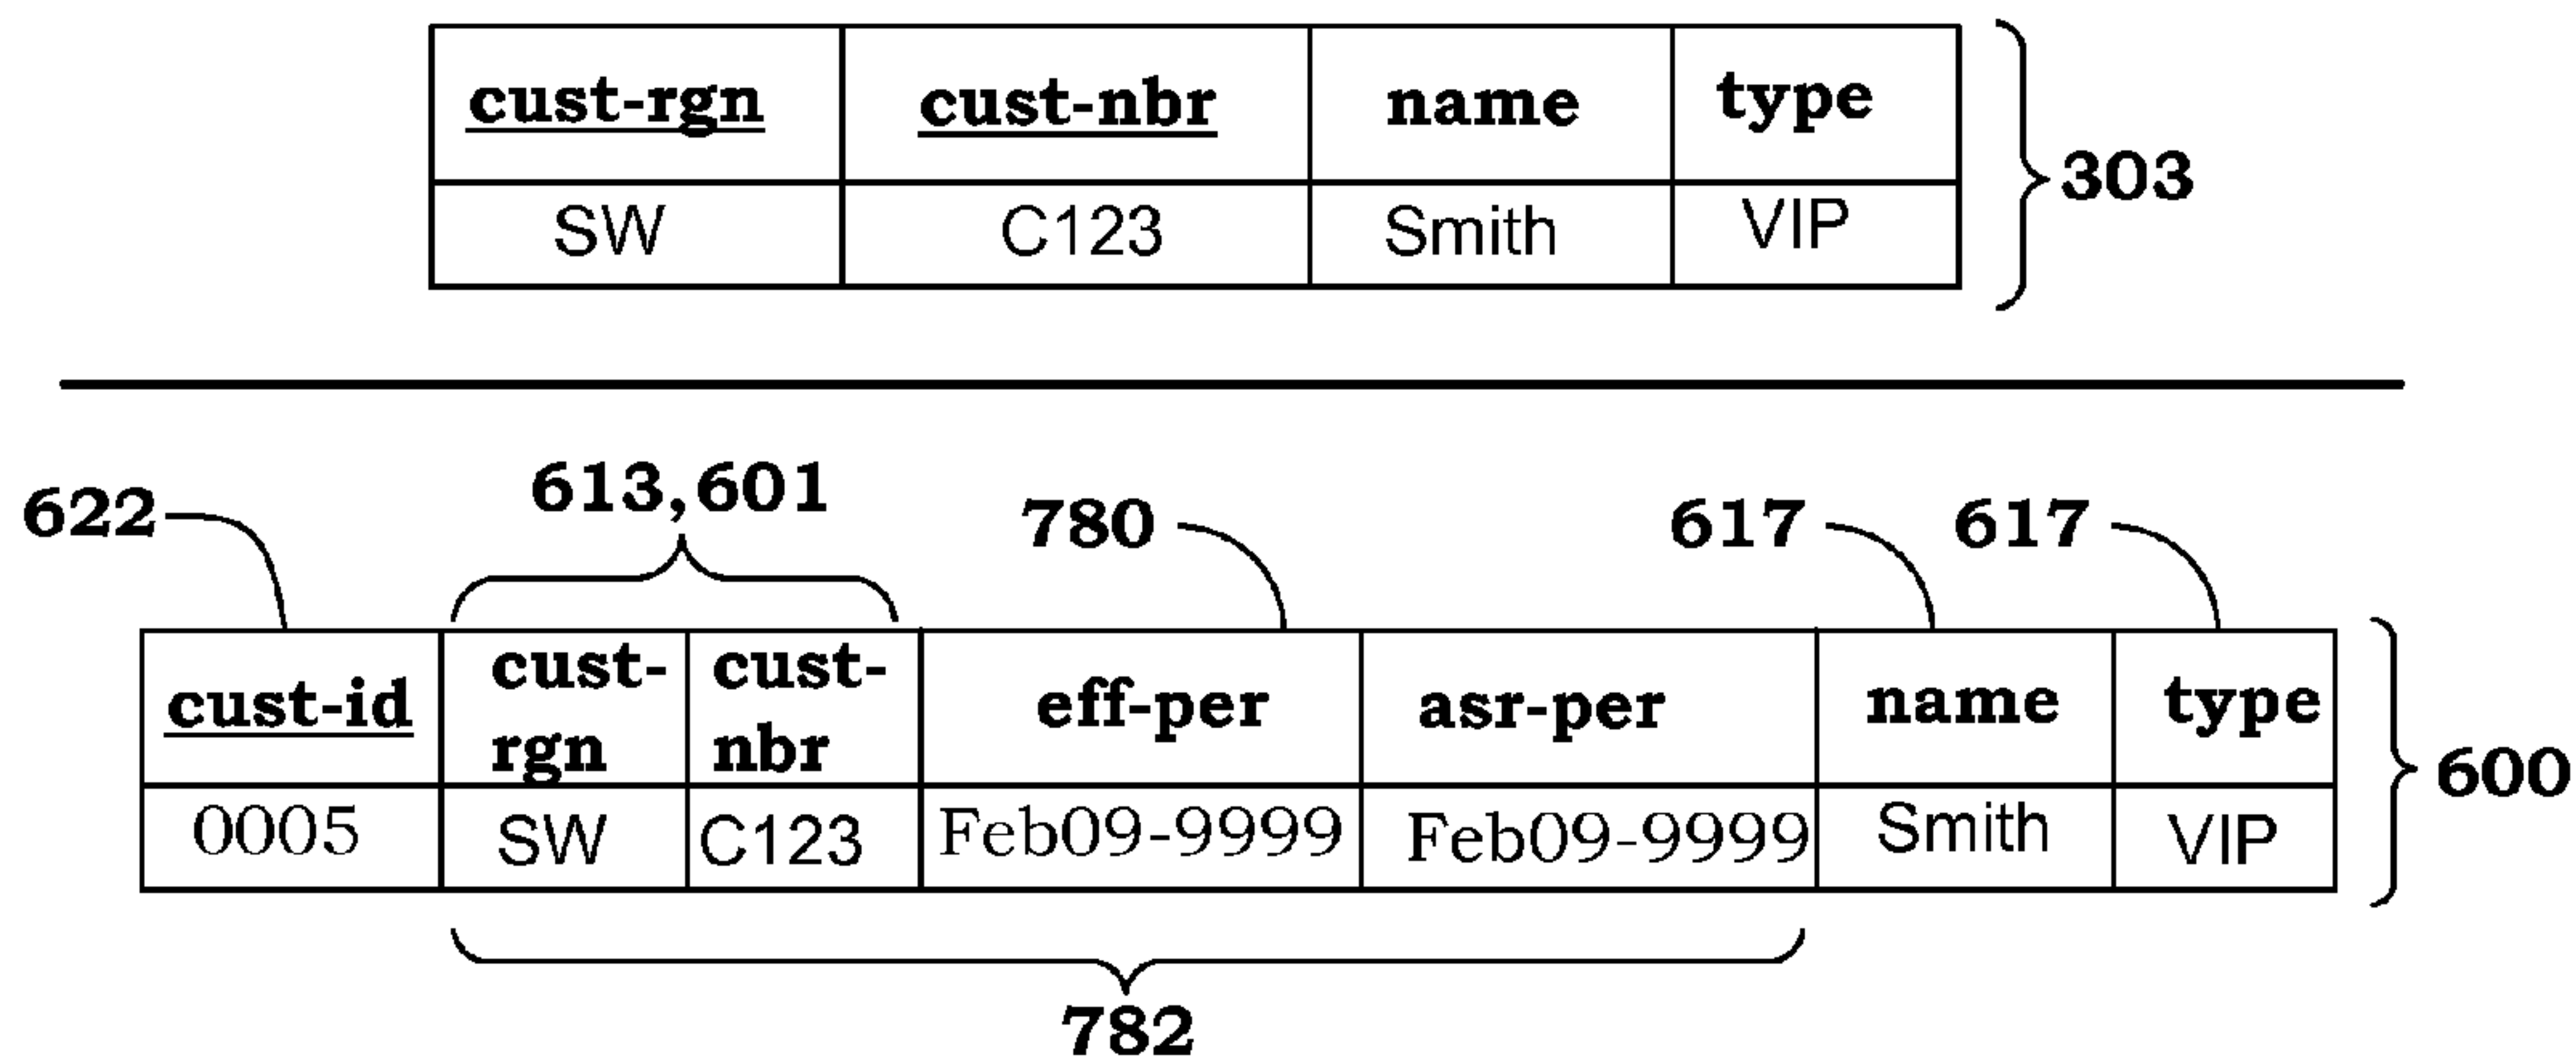 cust-rgn cust-nbr name type
303
SW C123 Smith VIP
613,601
622 780 617 617
cust-id cust-rgn cust-nbr eff-per asr-per name type
600
0005 SW C123 Feb09-9999 Feb09-9999 Smith VIP
782